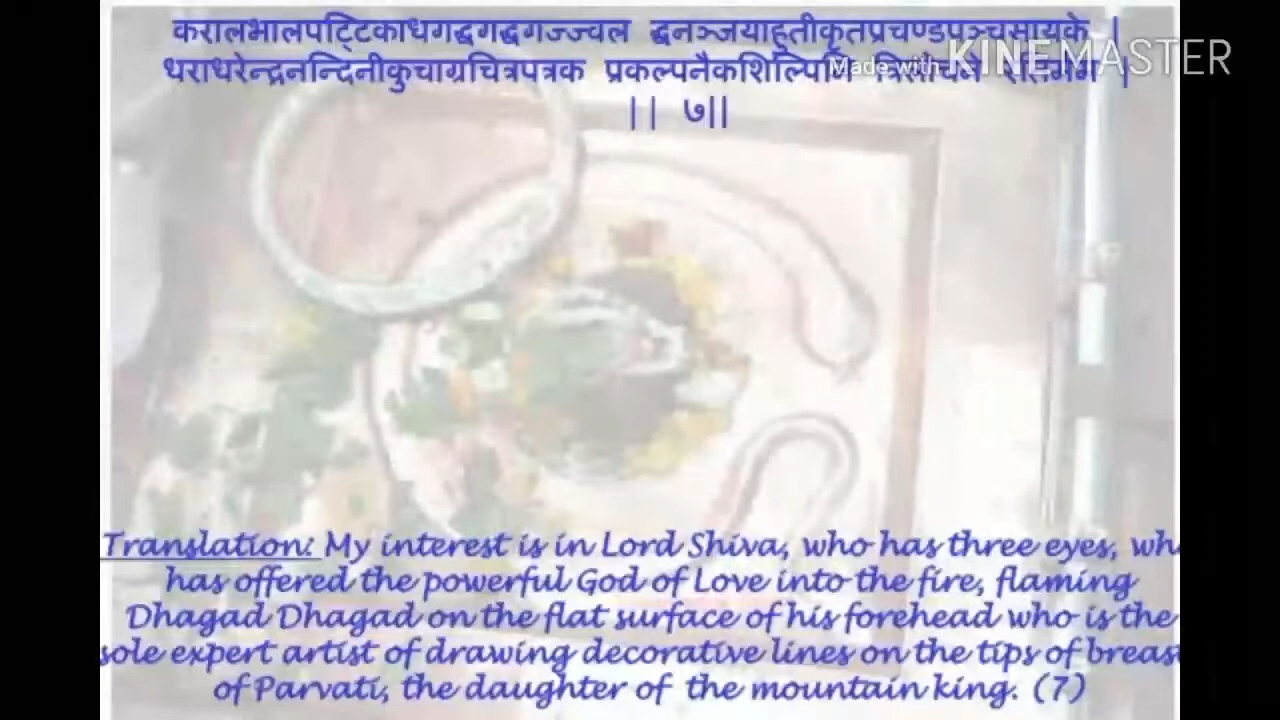 करालभालपट्टिकाधगद्धगद्धगज्ज्वल द्धनञ्जयाहुतीकृतप्रचण्डपञ्चसायके |
धराधरेन्द्रनन्दिनीकुचाग्रचित्रपत्रक प्रकल्पनैकशिल्पिनि |
Made with KINEMASTER
|| ७||
Translation: My interest is in Lord Shiva, who has three eyes, wh
has offered the powerful God of Love into the fire, flaming
Dhagad Dhagad on the flat surface of his forehead who is the
sole expert artist of drawing decorative lines on the tips of breas
of Parvati, the daughter of the mountain king. (7)